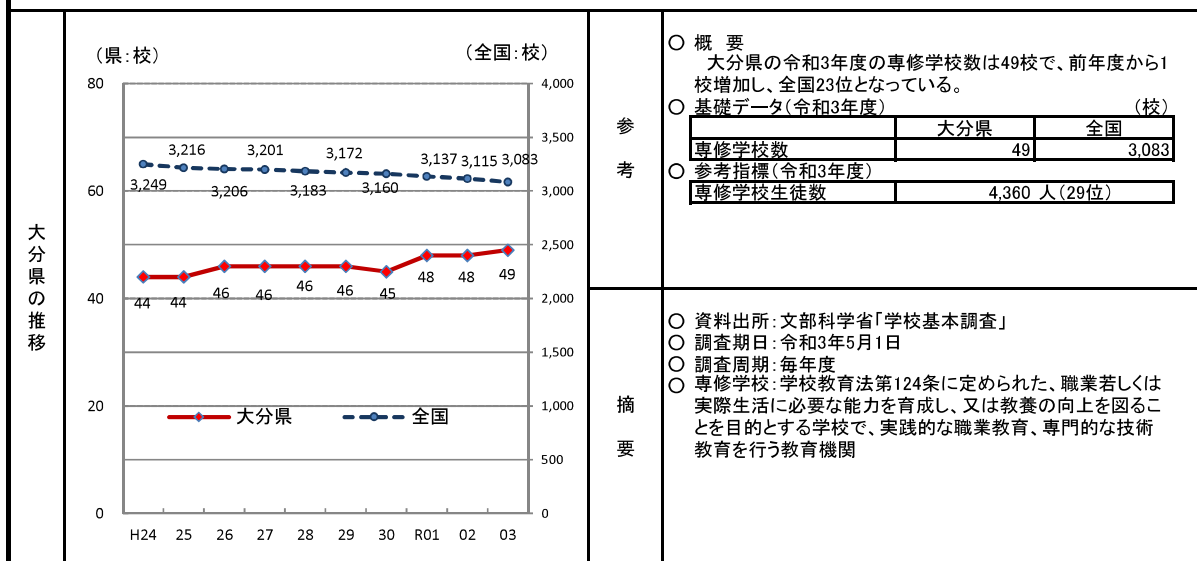 大分県の推移
（県：校）
（全国：校）
80
60
40
20
0
4,000
3,500
3,000
2,500
2,000
1,500
1,000
500
0
3,249
3,216
3,206
3,201
3,183
3,172
3,160
3,137
3,115
3,083
44
44
46
46
46
46
45
48
48
49
大分県
全国
H24 25 26 27 28 29 30 R01 02 03
参考
○ 概　要
大分県の令和3年度の専修学校数は49校で、前年度から1
校増加し、全国23位となっている。
○ 基礎データ（令和3年度） （校）
大分県 全国
専修学校数 49 3,083
○ 参考指標（令和3年度）
専修学校生徒数 4,360 人（29位）
摘要
○ 資料出所：文部科学省「学校基本調査」
○ 調査期日：令和3年5月1日
○ 調査周期：毎年度
○ 専修学校：学校教育法第124条に定められた、職業若しくは
実際生活に必要な能力を育成し、又は教養の向上を図るこ
とを目的とする学校で、実践的な職業教育、専門的な技術
教育を行う教育機関